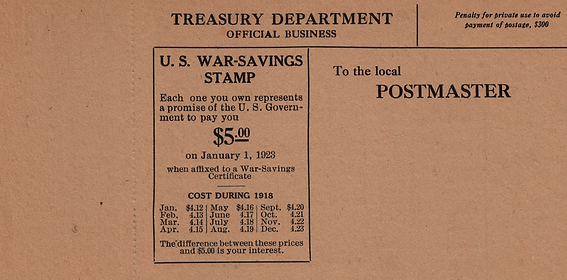 TREASURY DEPARTMENT
OFFICIAL BUSINESS
Penalty for private use to avoid
payment of postage, $300
U. S. WAR-SAVINGS
STAMP
Each one you own represents
a promise of the U. S. Govern-
ment to pay you
$5.00
on January 1, 1923
when affixed to a War-Savings
Certificate
COST DURING 1918
Jan. $4.12 May $4.16 Sept. $4.20
Feb. 4.13 June 4.17 Oct. 4.21
Mar. 4.14 July 4.18 Nov. 4.22
Apr. 4.15 Aug. 4.19 Dec. 4.23
The difference between these prices
and $5.00 is your interest.
To the local
POSTMASTER